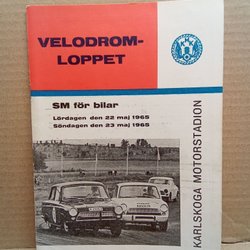 VELODROM-
LOPPET
SM för bilar
Lördagen den 22 maj 1965
Söndagen den 23 maj 1965
KARLSKOGA MOTORSTADION